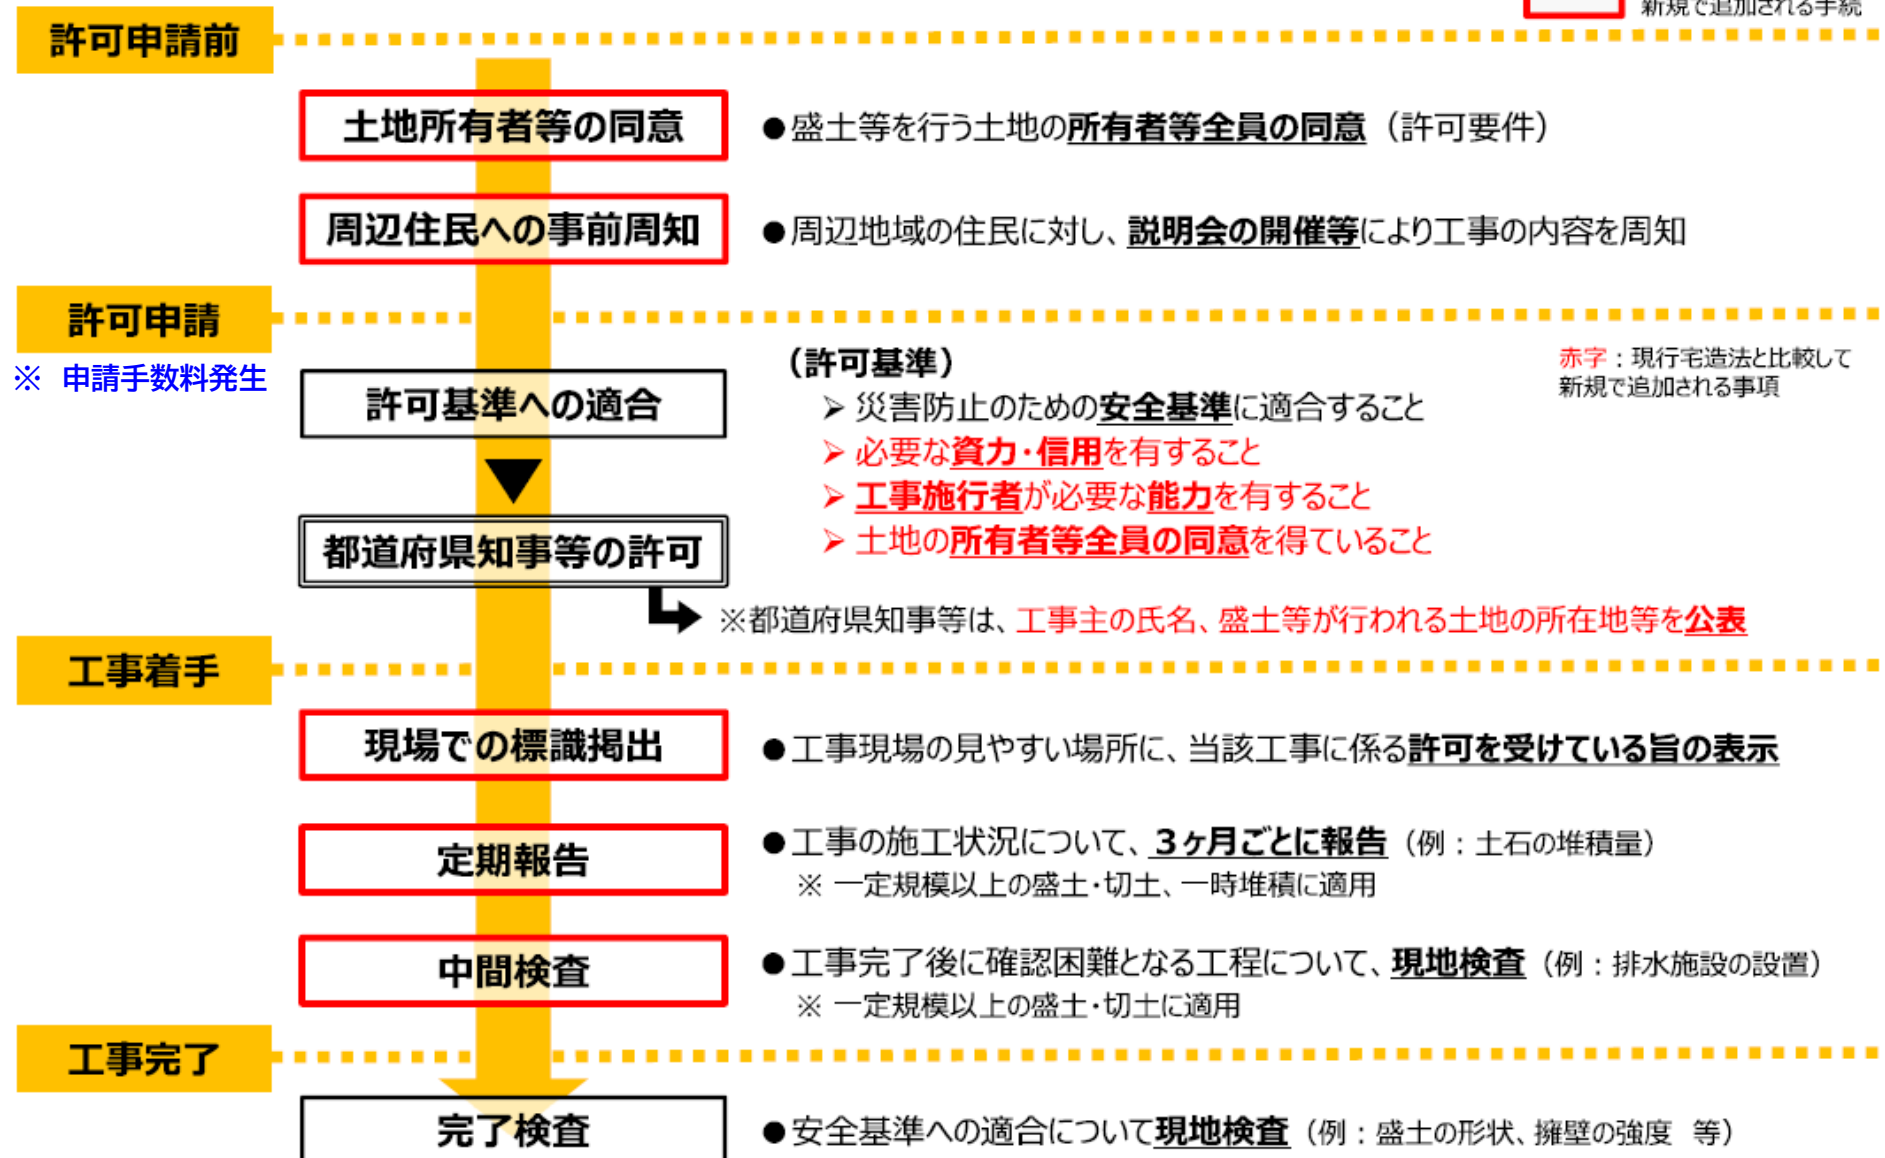 新規で追加される手続
許可申請前
土地所有者等の同意
●盛土等を行う土地の所有者等全員の同意（許可要件）
周辺住民への事前周知
●周辺地域の住民に対し、説明会の開催等により工事の内容を周知
許可申請
※ 申請手数料発生
許可基準への適合
（許可基準）
➢ 災害防止のための安全基準に適合すること
➢ 必要な資力・信用を有すること
➢ 工事施行者が必要な能力を有すること
➢ 土地の所有者等全員の同意を得ていること
赤字：現行宅造法と比較して
新規で追加される事項
都道府県知事等の許可
※都道府県知事等は、工事主の氏名、盛土等が行われる土地の所在地等を公表
工事着手
現場での標識掲出
●工事現場の見やすい場所に、当該工事に係る許可を受けている旨の表示
定期報告
●工事の施工状況について、３ヶ月ごとに報告（例：土石の堆積量）
※ 一定規模以上の盛土・切土、一時堆積に適用
中間検査
●工事完了後に確認困難となる工程について、現地検査（例：排水施設の設置）
※ 一定規模以上の盛土・切土に適用
工事完了
完了検査
●安全基準への適合について現地検査（例：盛土の形状、擁壁の強度 等）